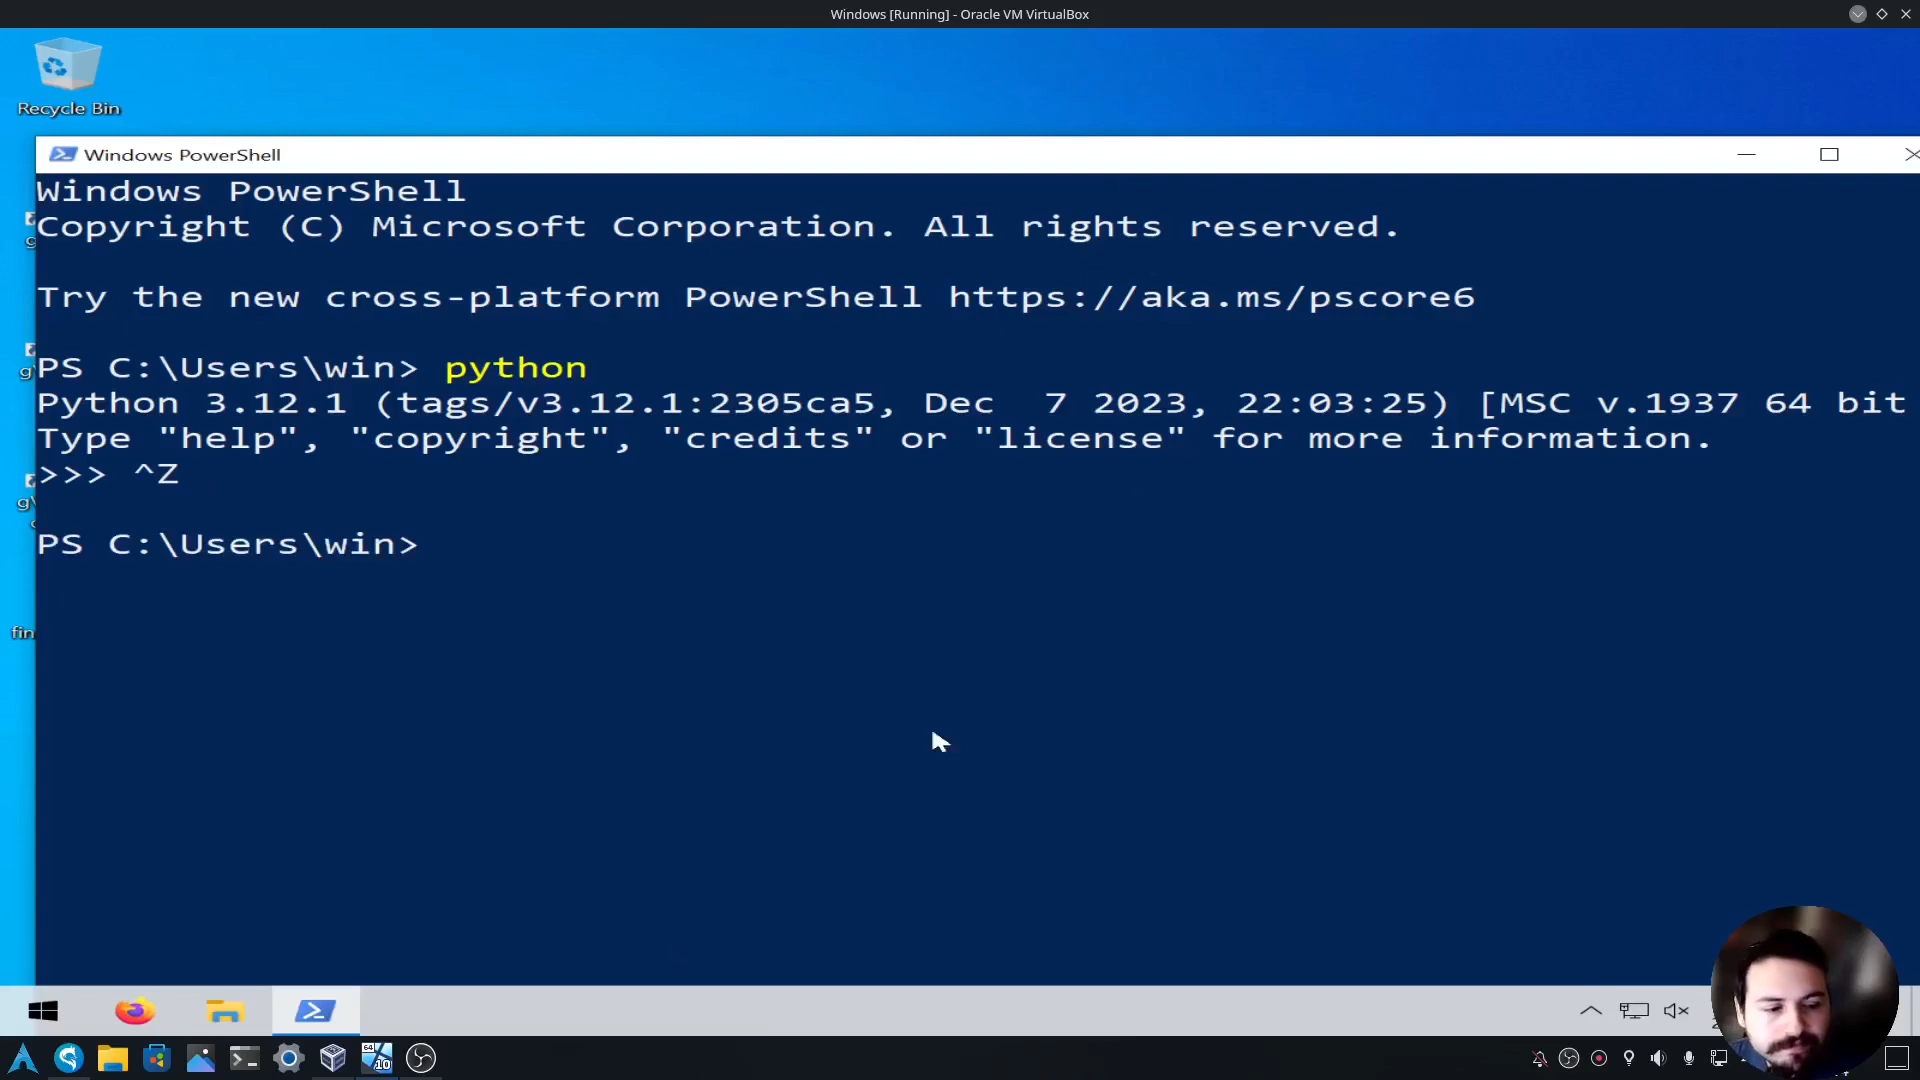 Windows [Running] - Oracle VM VirtualBox
Recycle Bin
Windows PowerShell
Windows PowerShell
Copyright (C) Microsoft Corporation. All rights reserved.
Try the new cross-platform PowerShell https://aka.ms/pscore6
PS C:\Users\win> python
Python 3.12.1 (tags/v3.12.1:2305ca5, Dec  7 2023, 22:03:25) [MSC v.1937 64 bit
Type "help", "copyright", "credits" or "license" for more information.
>>> ^Z
PS C:\Users\win>
fin
64
10